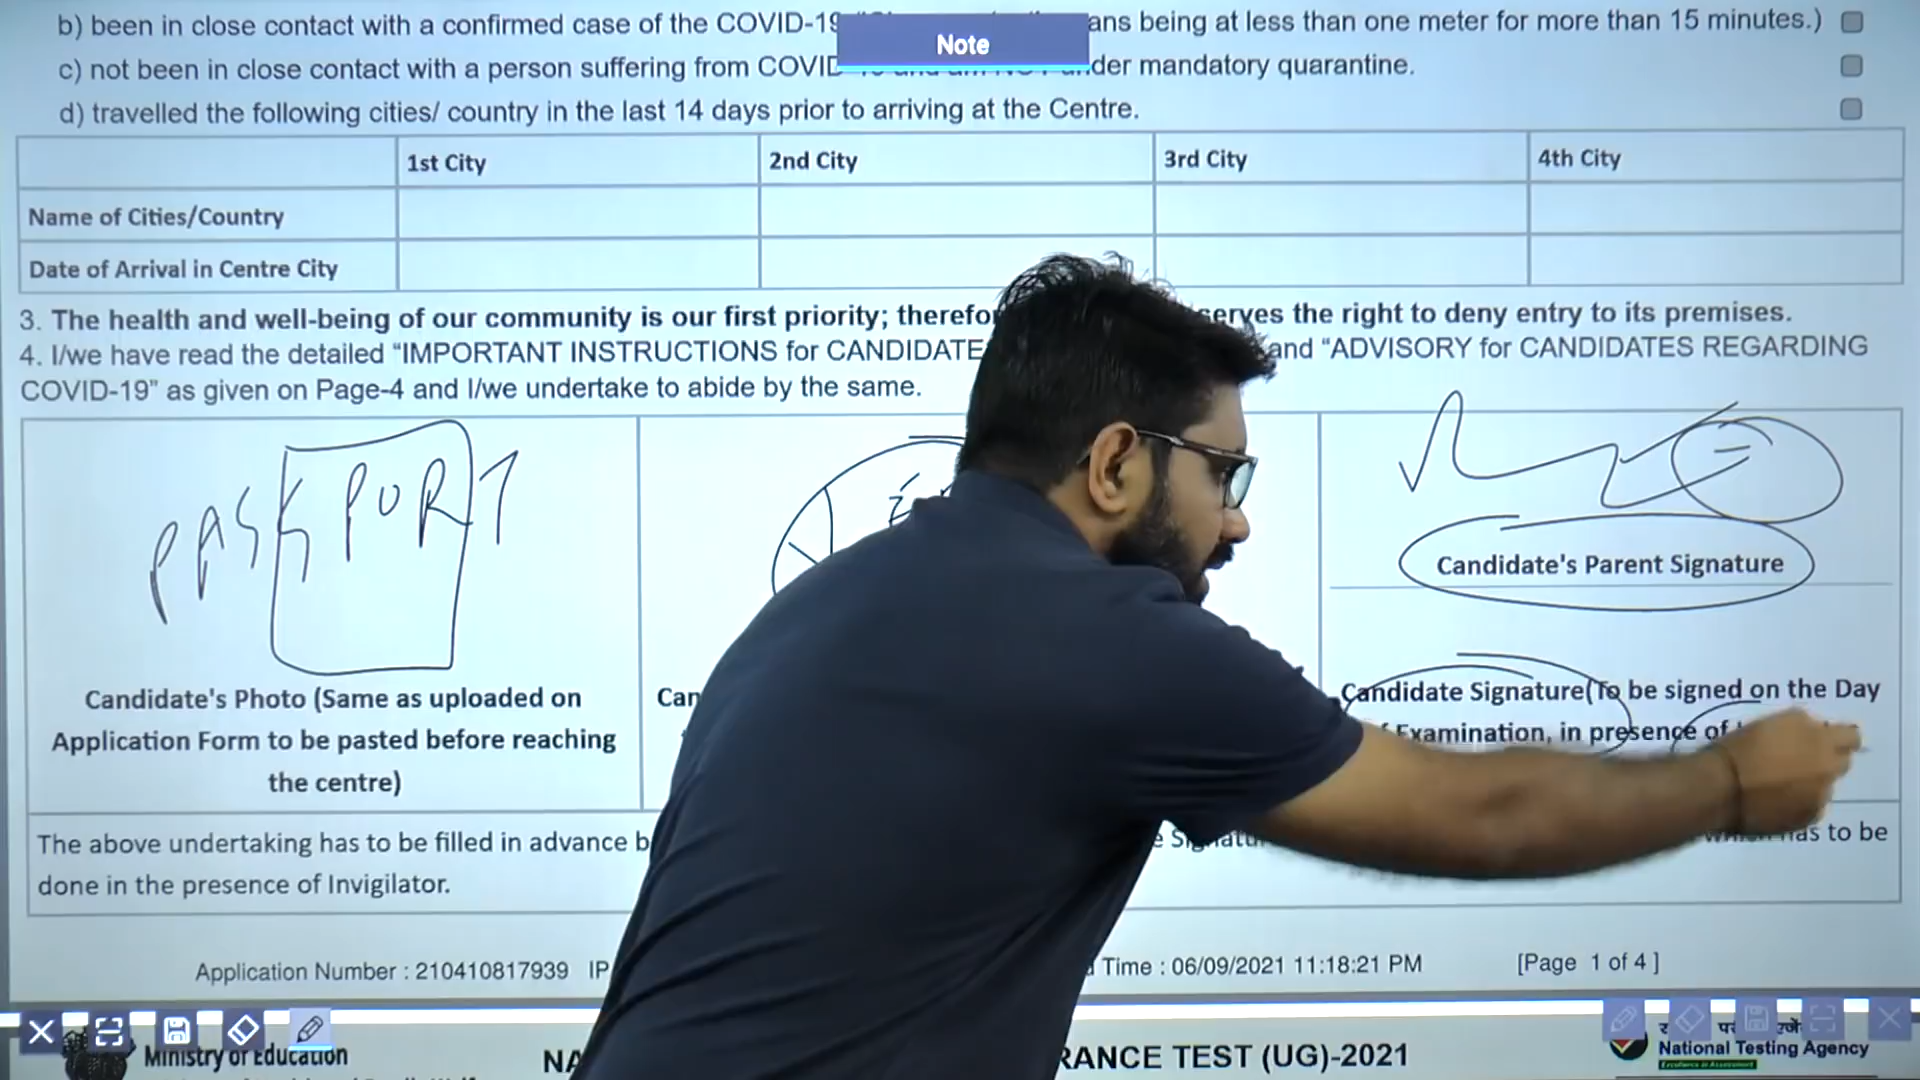 b) been in close contact with a confirmed case of the COVID-19 ans being at less than one meter for more than 15 minutes.)
Note
c) not been in close contact with a person suffering from COVID der mandatory quarantine.
d) travelled the following cities/ country in the last 14 days prior to arriving at the Centre.
1st City 2nd City 3rd City 4th City
Name of Cities/Country
Date of Arrival in Centre City
3. The health and well-being of our community is our first priority; therefor serves the right to deny entry to its premises.
4. I/we have read the detailed “IMPORTANT INSTRUCTIONS for CANDIDATE and “ADVISORY for CANDIDATES REGARDING
COVID-19” as given on Page-4 and I/we undertake to abide by the same.
PASSPORT
Candidate's Parent Signature
Candidate's Photo (Same as uploaded on
Application Form to be pasted before reaching
the centre)
Can
Candidate Signature(To be signed on the Day
Examination, in presence of
The above undertaking has to be filled in advance b has to be
done in the presence of Invigilator.
Application Number : 210410817939 IP Time : 06/09/2021 11:18:21 PM [Page 1 of 4 ]
Ministry of Education
NA RANCE TEST (UG)-2021
National Testing Agency